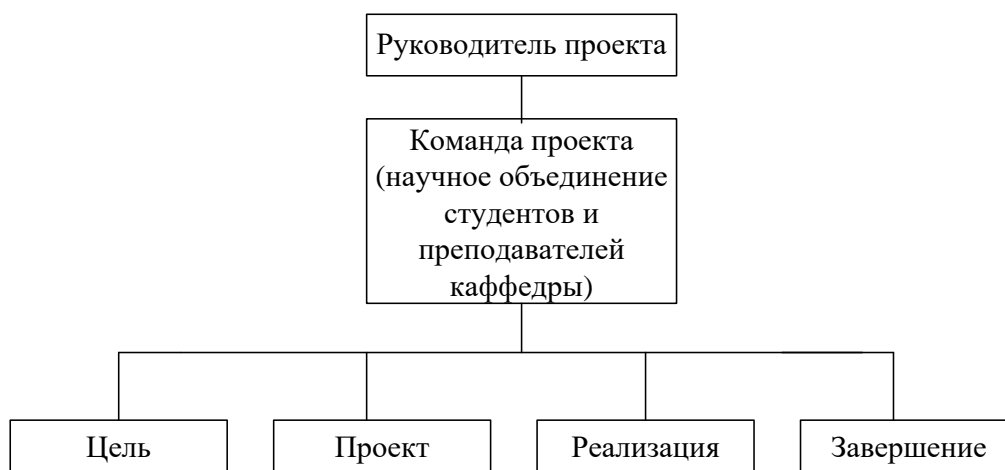 Руководитель проекта
Команда проекта
(научное объединение
студентов и
преподавателей
каффедры)
Цель
Проект
Реализация
Завершение